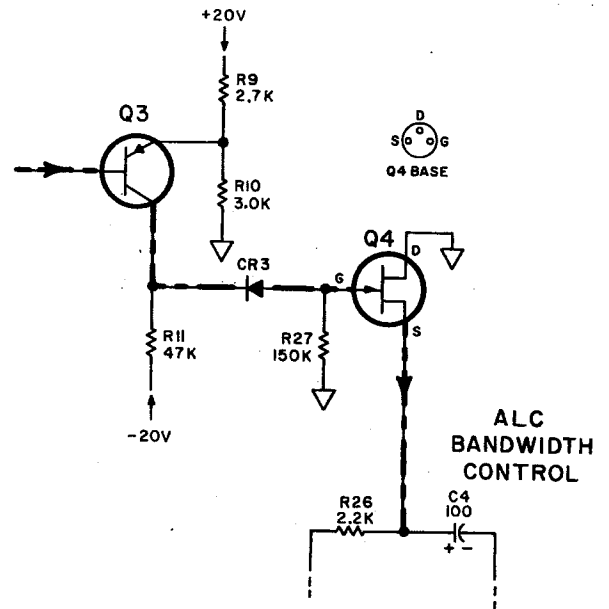 +20V
R9
2.7K
Q3
D
S G
Q4 BASE
R10
3.0K
Q4
D
CR3
G
R11
47K
R27
150K
S
-20V
ALC
BANDWIDTH
CONTROL
R26
2.2K
C4
100
+ -